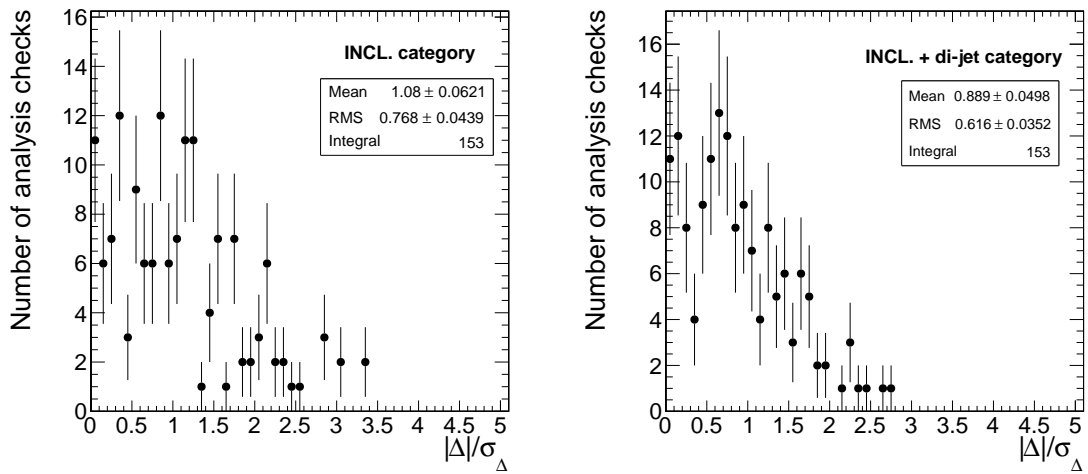 Number of analysis checks
16
14
12
10
8
6
4
2
0
INCL. category
Mean 1.08 ± 0.0621
RMS 0.768 ± 0.0439
Integral 153
0 0.5 1 1.5 2 2.5 3 3.5 4 4.5 5
|Δ|/σ_Δ
Number of analysis checks
16
14
12
10
8
6
4
2
0
INCL. + di-jet category
Mean 0.889 ± 0.0498
RMS 0.616 ± 0.0352
Integral 153
0 0.5 1 1.5 2 2.5 3 3.5 4 4.5 5
|Δ|/σ_Δ